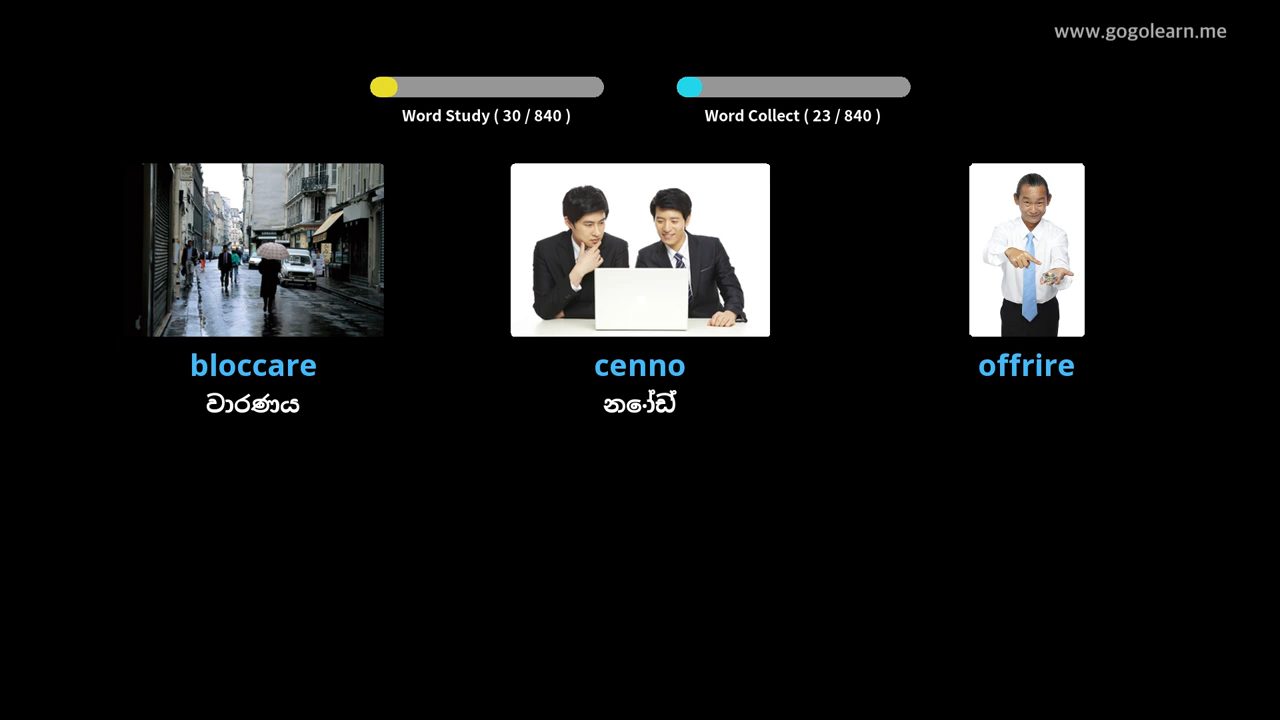 www.gogolearn.me
Word Study ( 30 / 840 )
Word Collect ( 23 / 840 )
bloccare
cenno
offrire
වාරණය
නෝඩ්